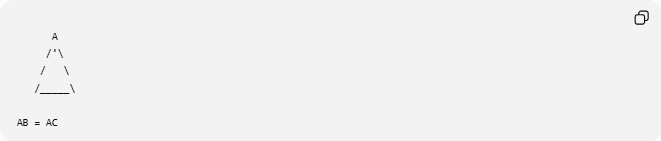 A
/'\
/   \
/_____\
AB = AC